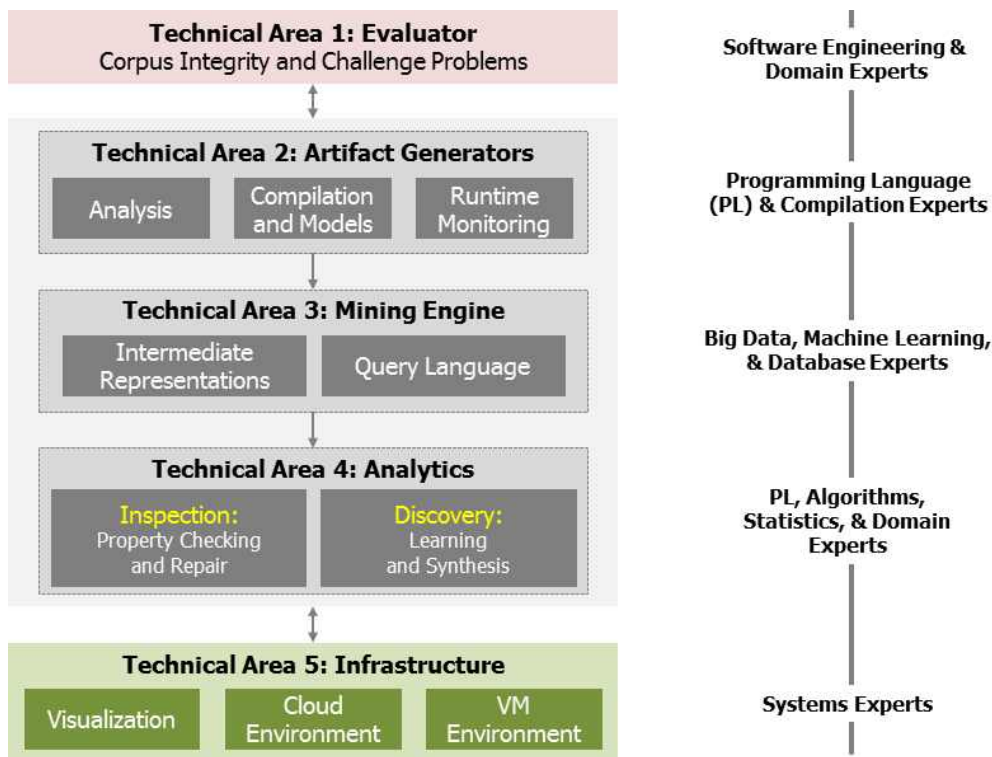 Technical Area 1: Evaluator
Corpus Integrity and Challenge Problems
Software Engineering &
Domain Experts
Technical Area 2: Artifact Generators
Analysis
Compilation
and Models
Runtime
Monitoring
Programming Language
(PL) & Compilation Experts
Technical Area 3: Mining Engine
Intermediate
Representations
Query Language
Big Data, Machine Learning,
& Database Experts
Technical Area 4: Analytics
Inspection:
Property Checking
and Repair
Discovery:
Learning
and Synthesis
PL, Algorithms,
Statistics, & Domain
Experts
Technical Area 5: Infrastructure
Visualization
Cloud
Environment
VM
Environment
Systems Experts